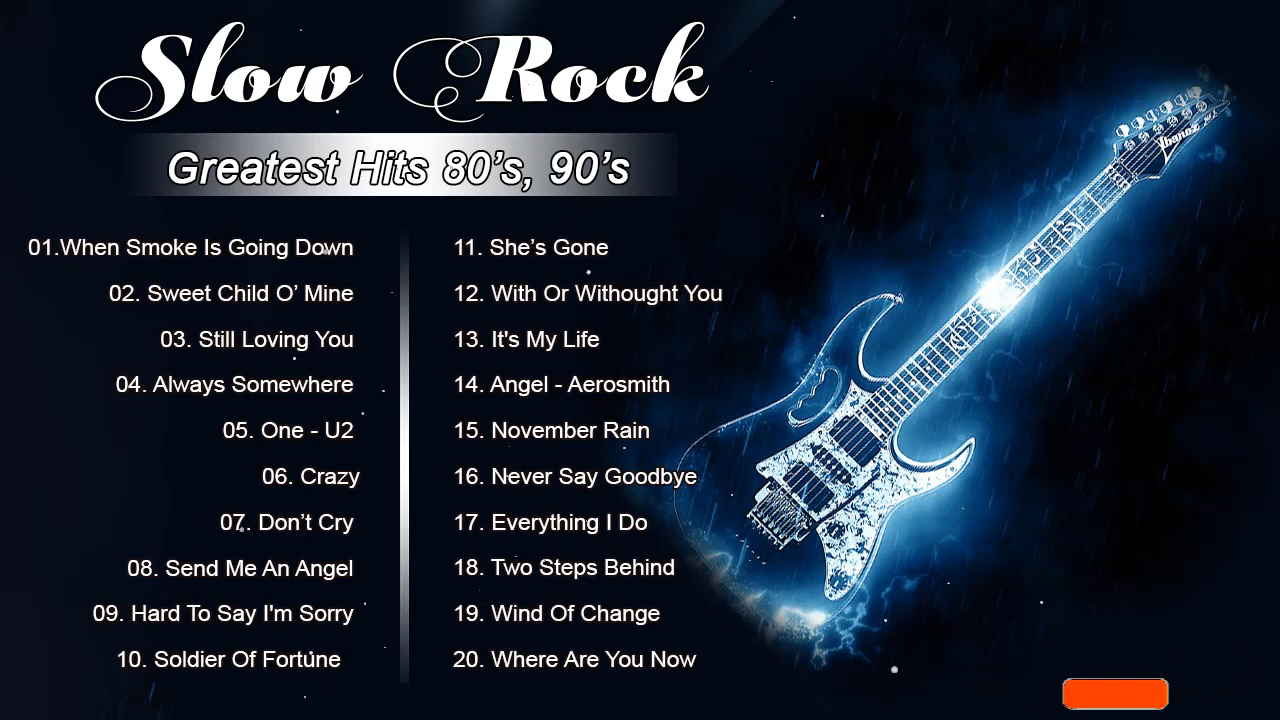 Slow Rock
Greatest Hits 80’s, 90’s
01.When Smoke Is Going Down
02. Sweet Child O’ Mine
03. Still Loving You
04. Always Somewhere
05. One - U2
06. Crazy
07. Don’t Cry
08. Send Me An Angel
09. Hard To Say I'm Sorry
10. Soldier Of Fortune
11. She’s Gone
12. With Or Withought You
13. It's My Life
14. Angel - Aerosmith
15. November Rain
16. Never Say Goodbye
17. Everything I Do
18. Two Steps Behind
19. Wind Of Change
20. Where Are You Now
Ibanez